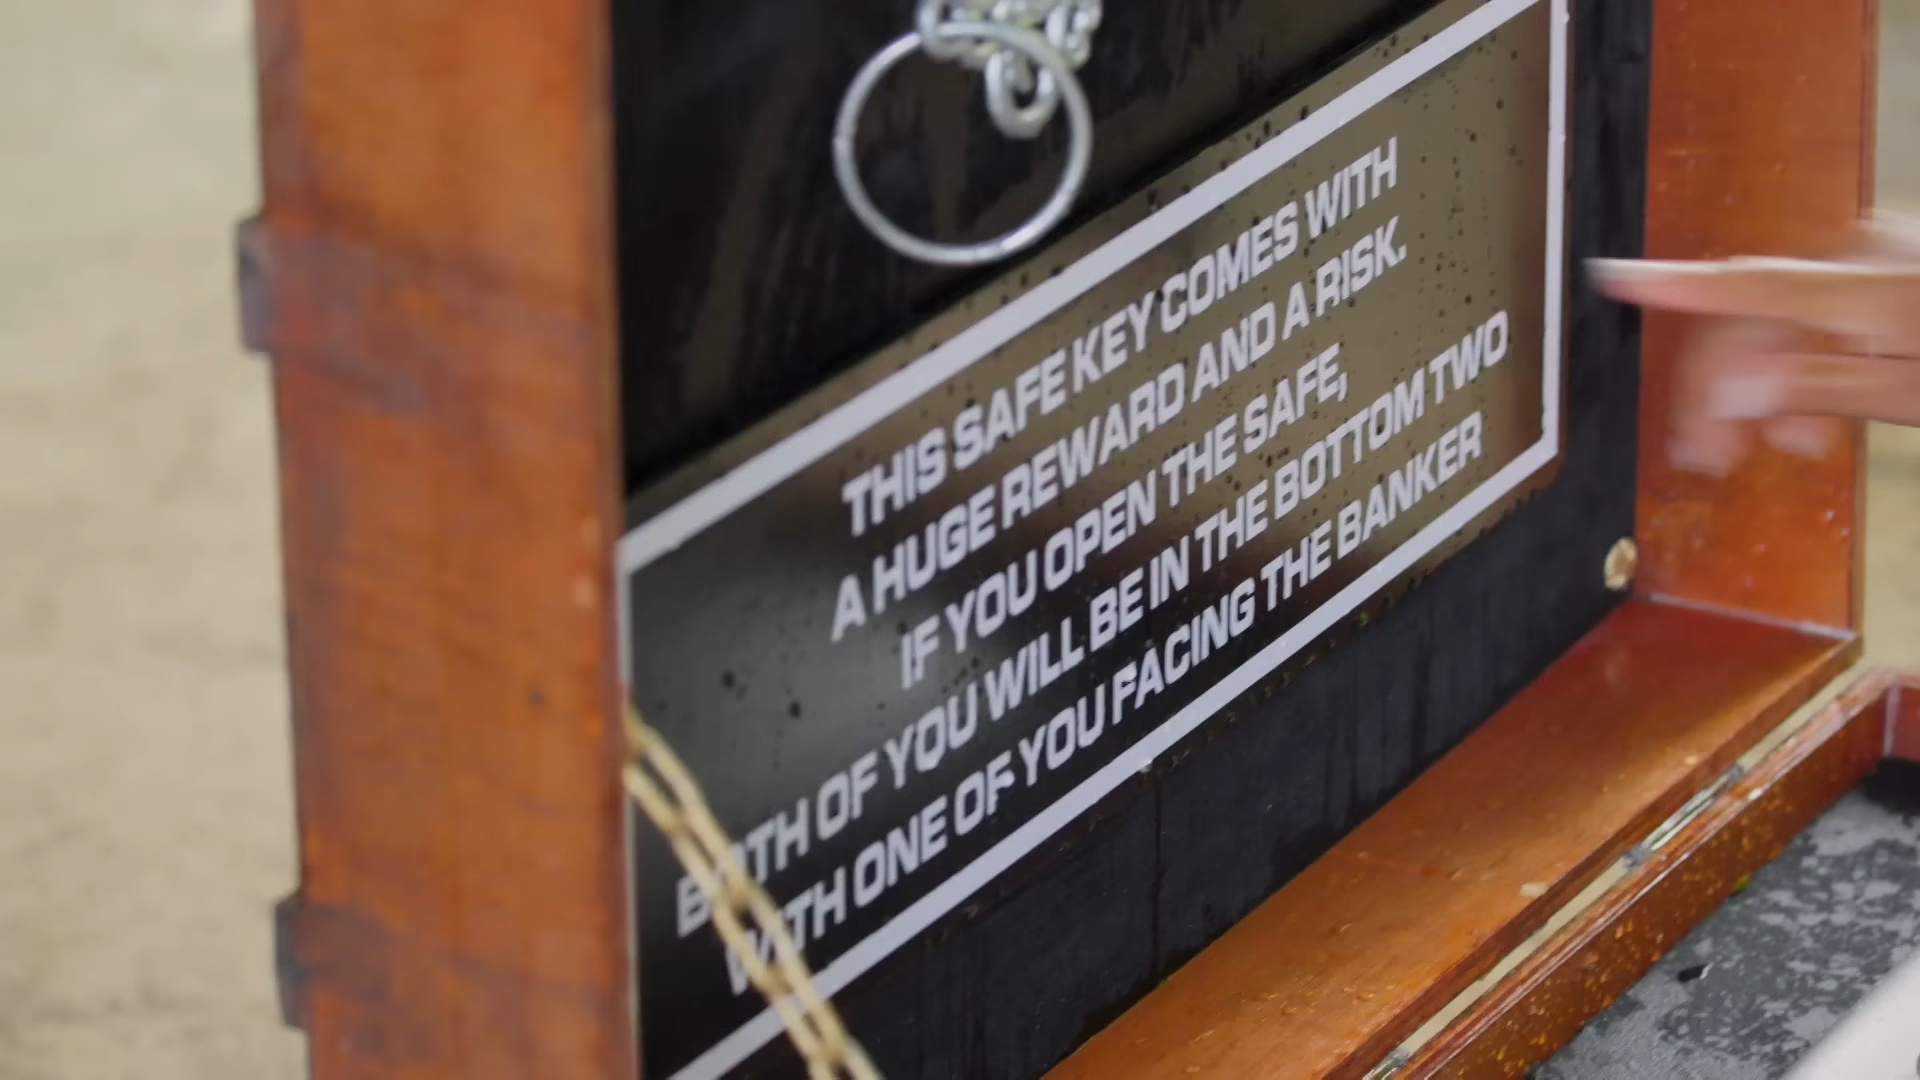 THIS SAFE KEY COMES WITH
A HUGE REWARD AND A RISK.
IF YOU OPEN THE SAFE,
BOTH OF YOU WILL BE IN THE BOTTOM TWO
WITH ONE OF YOU FACING THE BANKER